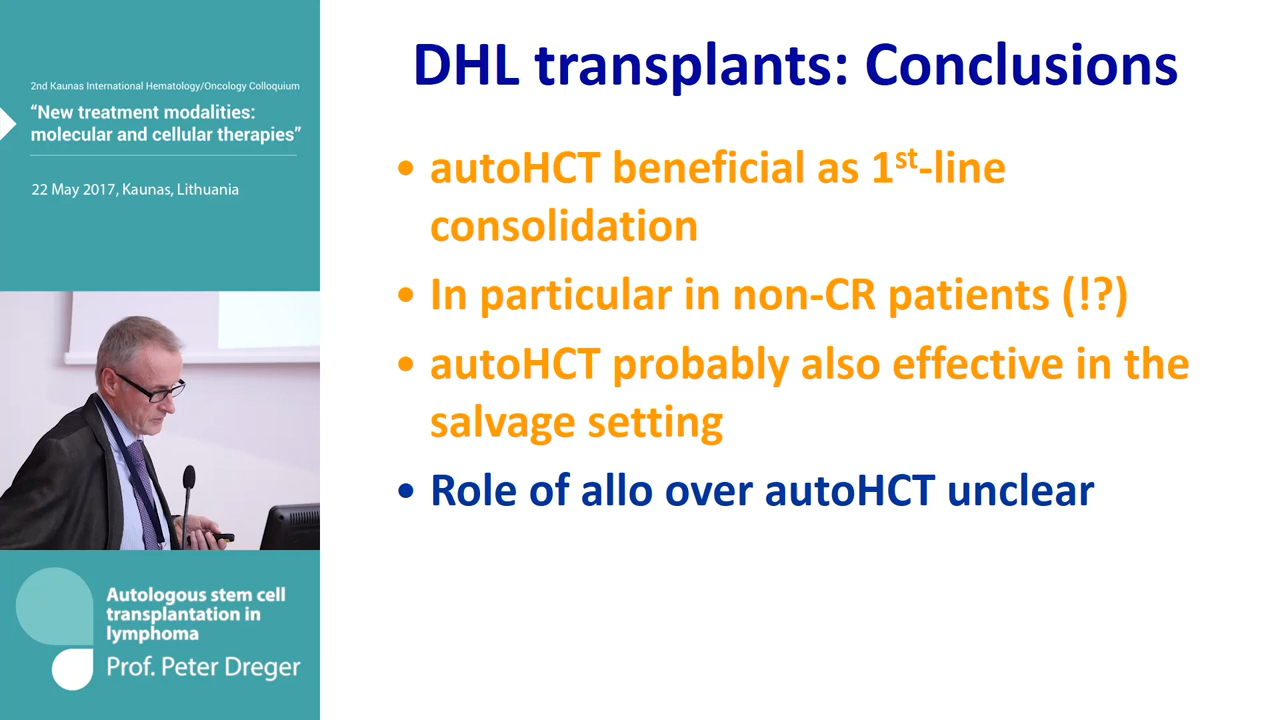 2nd Kaunas International Hematology/Oncology Colloquium
“New treatment modalities:
molecular and cellular therapies”
22 May 2017, Kaunas, Lithuania
Autologous stem cell
transplantation in
lymphoma
Prof. Peter Dreger
DHL transplants: Conclusions
• autoHCT beneficial as 1st-line
consolidation
• In particular in non-CR patients (!?)
• autoHCT probably also effective in the
salvage setting
• Role of allo over autoHCT unclear